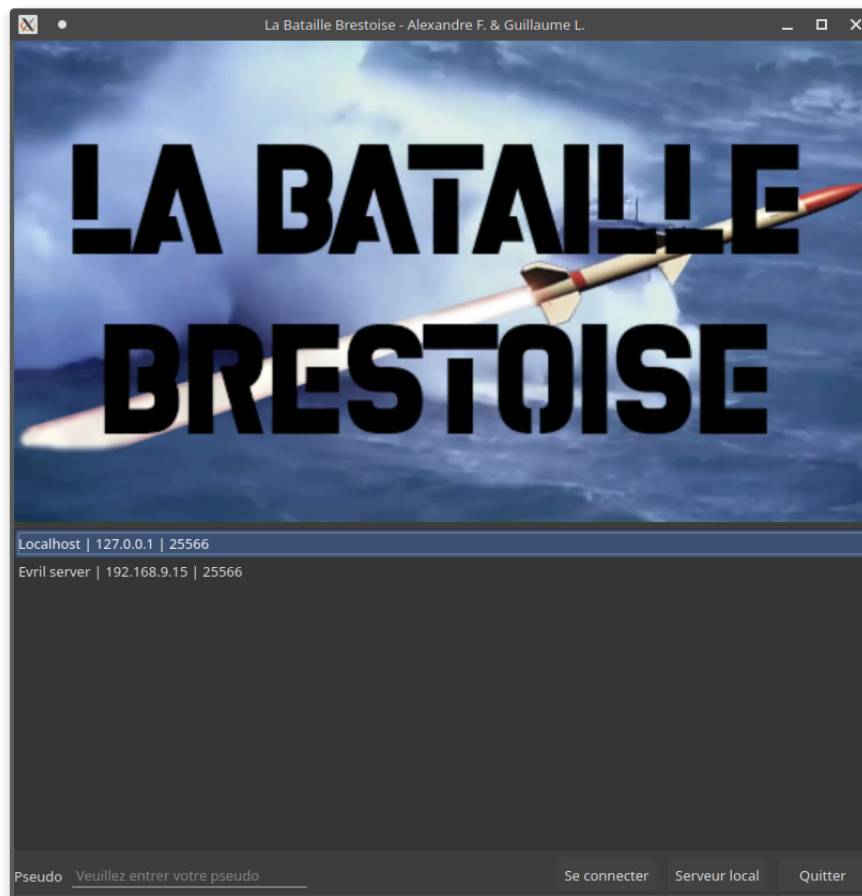 La Bataille Brestoise - Alexandre F. & Guillaume L.
LA BATAILLE
BRESTOISE
Localhost | 127.0.0.1 | 25566
Evril server | 192.168.9.15 | 25566
Pseudo Veuillez entrer votre pseudo Se connecter Serveur local Quitter